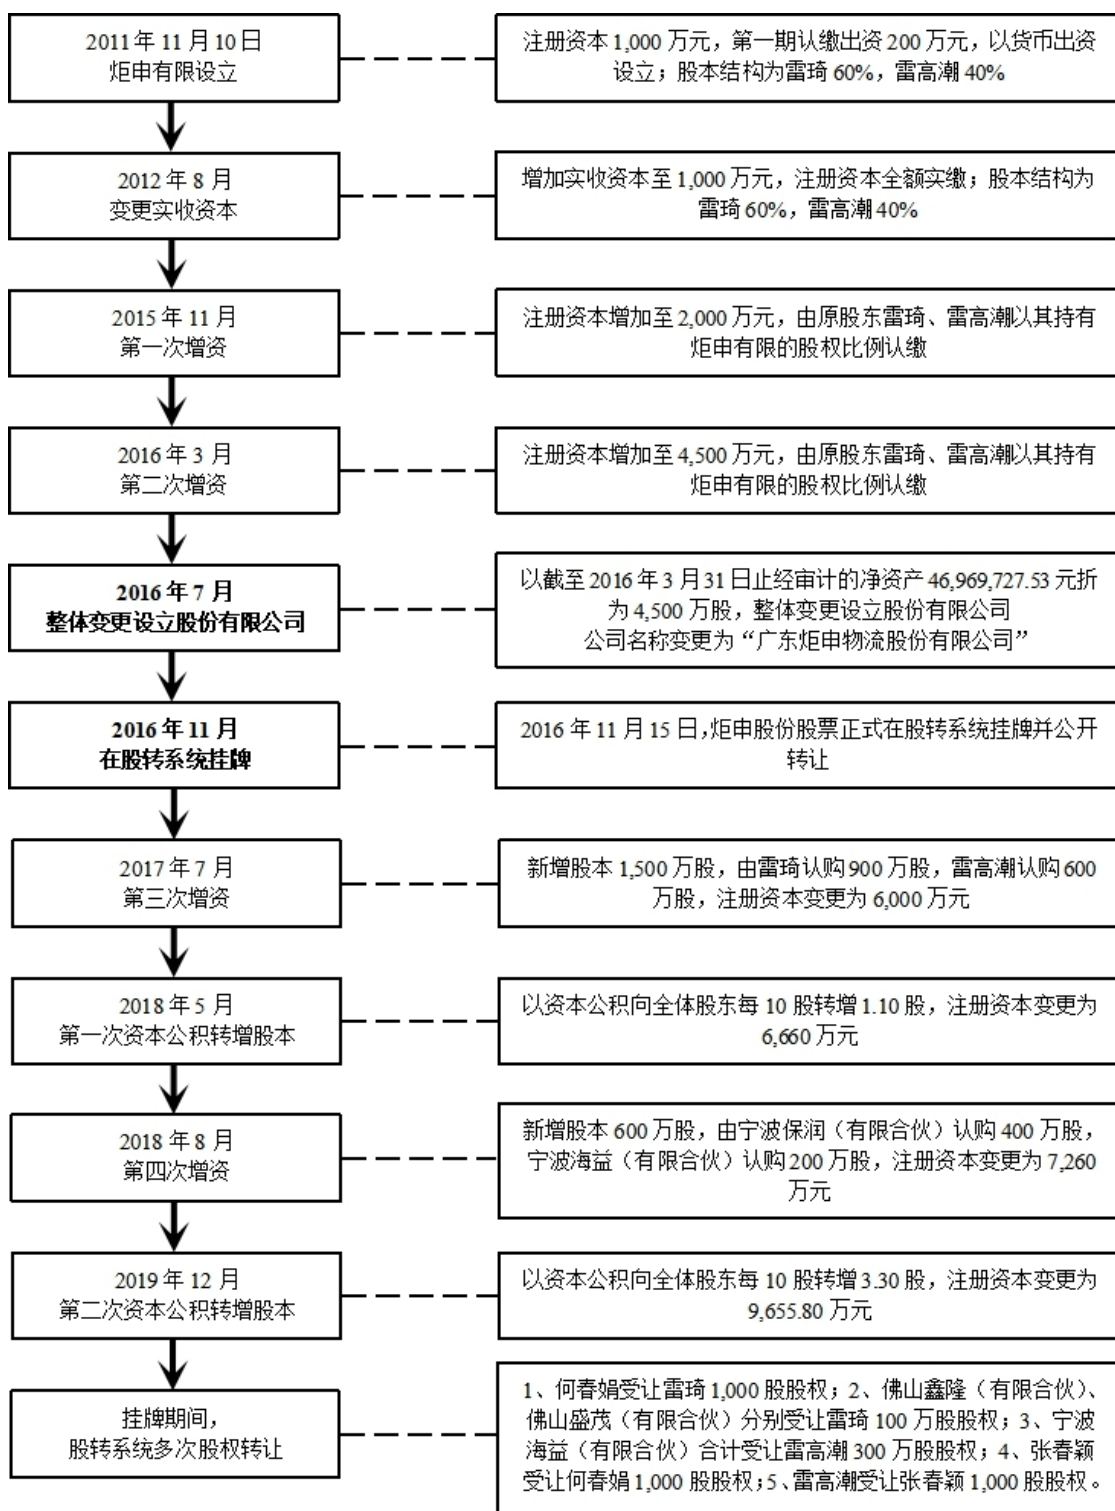 2011年11月10日
炬申有限设立
注册资本1,000万元，第一期认缴出资200万元，以货币出资
设立；股本结构为雷琦60%，雷高潮40%
2012年8月
变更实收资本
增加实收资本至1,000万元，注册资本全额实缴；股本结构为
雷琦60%，雷高潮40%
2015年11月
第一次增资
注册资本增加至2,000万元，由原股东雷琦、雷高潮以其持有
炬申有限的股权比例认缴
2016年3月
第二次增资
注册资本增加至4,500万元，由原股东雷琦、雷高潮以其持有
炬申有限的股权比例认缴
2016年7月
整体变更设立股份有限公司
以截至2016年3月31日止经审计的净资产46,969,727.53元折
为4,500万股，整体变更设立股份有限公司
公司名称变更为“广东炬申物流股份有限公司”
2016年11月
在股转系统挂牌
2016年11月15日,炬申股份股票正式在股转系统挂牌并公开
转让
2017年7月
第三次增资
新增股本1,500万股，由雷琦认购900万股，雷高潮认购600
万股，注册资本变更为6,000万元
2018年5月
第一次资本公积转增股本
以资本公积向全体股东每10股转增1.10股，注册资本变更为
6,660万元
2018年8月
第四次增资
新增股本600万股，由宁波保润（有限合伙）认购400万股，
宁波海益（有限合伙）认购200万股，注册资本变更为7,260
万元
2019年12月
第二次资本公积转增股本
以资本公积向全体股东每10股转增3.30股，注册资本变更为
9,655.80万元
挂牌期间，
股转系统多次股权转让
1、何春娟受让雷琦1,000股股权；2、佛山鑫隆（有限合伙）、
佛山盛茂（有限合伙）分别受让雷琦100万股股权；3、宁波
海益（有限合伙）合计受让雷高潮300万股股权；4、张春颖
受让何春娟1,000股股权；5、雷高潮受让张春颖1,000股股权。